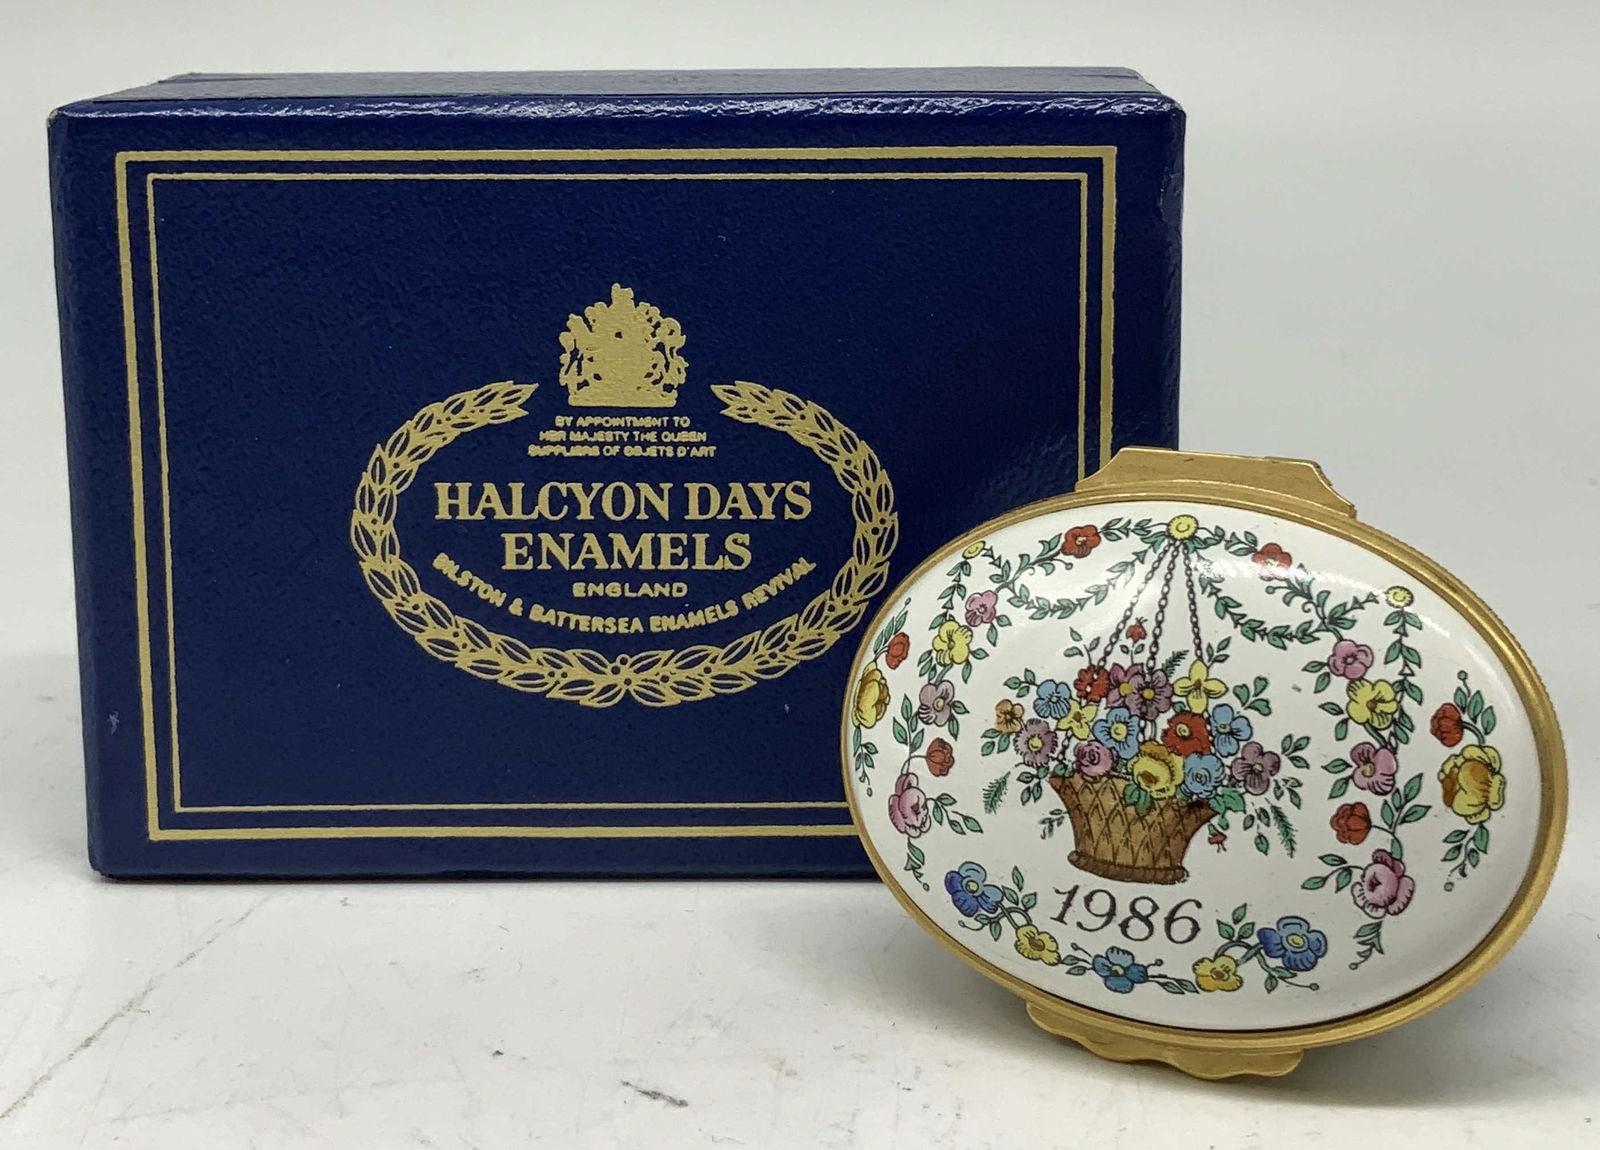 BY APPOINTMENT TO
HER MAJESTY THE QUEEN
SUPPLIERS OF OBJETS D'ART
HALCYON DAYS
ENAMELS
ENGLAND
BILSTON & BATTERSEA ENAMELS REVIVAL
1986